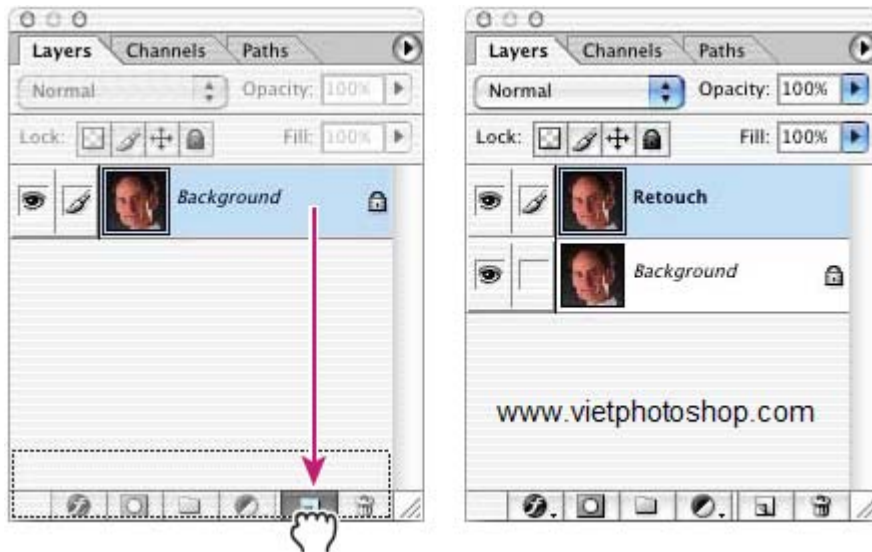 Layers Channels Paths
Normal Opacity: 100%
Lock: Fill: 100%
Background
Layers Channels Paths
Normal Opacity: 100%
Lock: Fill: 100%
Retouch
Background
www.vietphotoshop.com